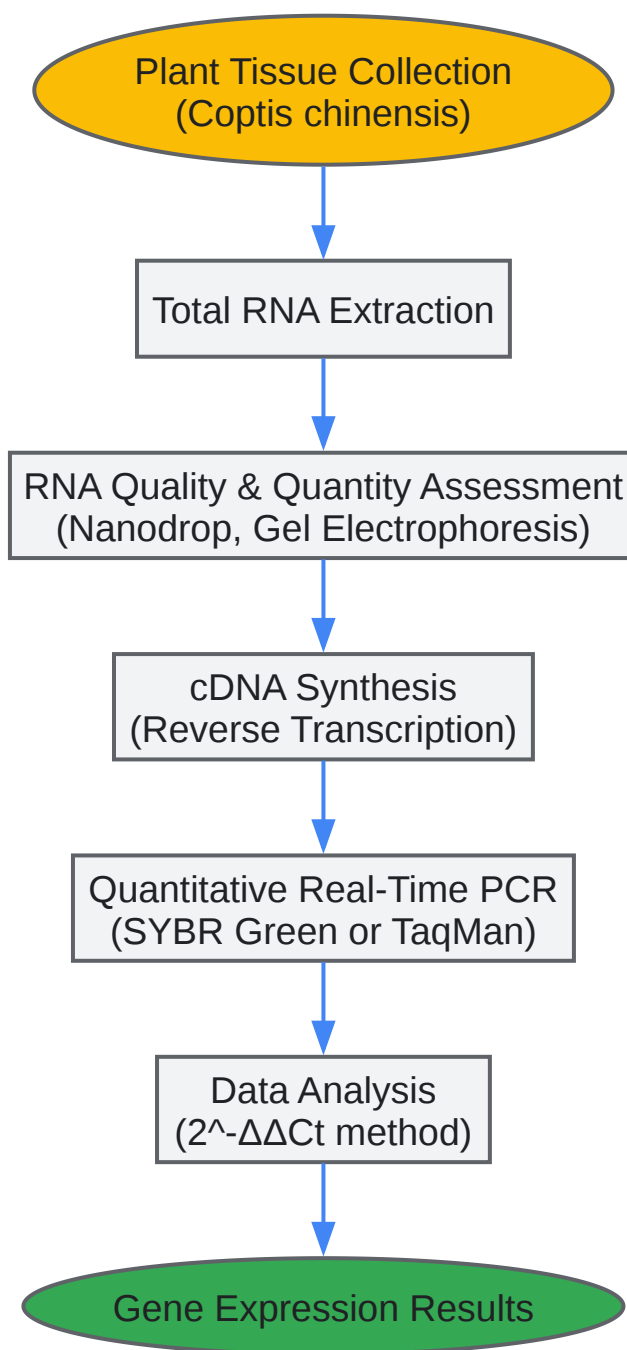 Plant Tissue Collection
(Coptis chinensis)
Total RNA Extraction
RNA Quality & Quantity Assessment
(Nanodrop, Gel Electrophoresis)
cDNA Synthesis
(Reverse Transcription)
Quantitative Real-Time PCR
(SYBR Green or TaqMan)
Data Analysis
(2^-ΔΔCt method)
Gene Expression Results